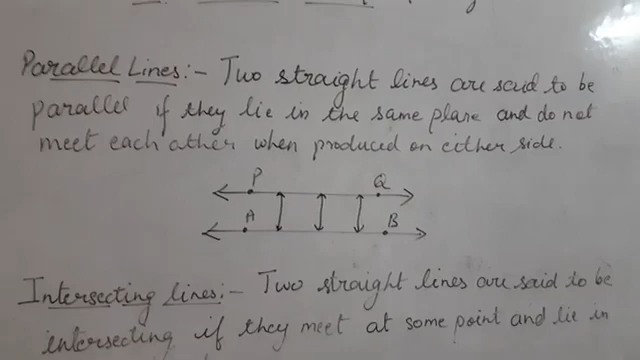 Parallel Lines:- Two straight lines are said to be
parallel if they lie in the same plane and do not
meet each other when produced on either side.
P Q
A B
Intersecting lines:- Two straight lines are said to be
intersecting if they meet at some point and lie in